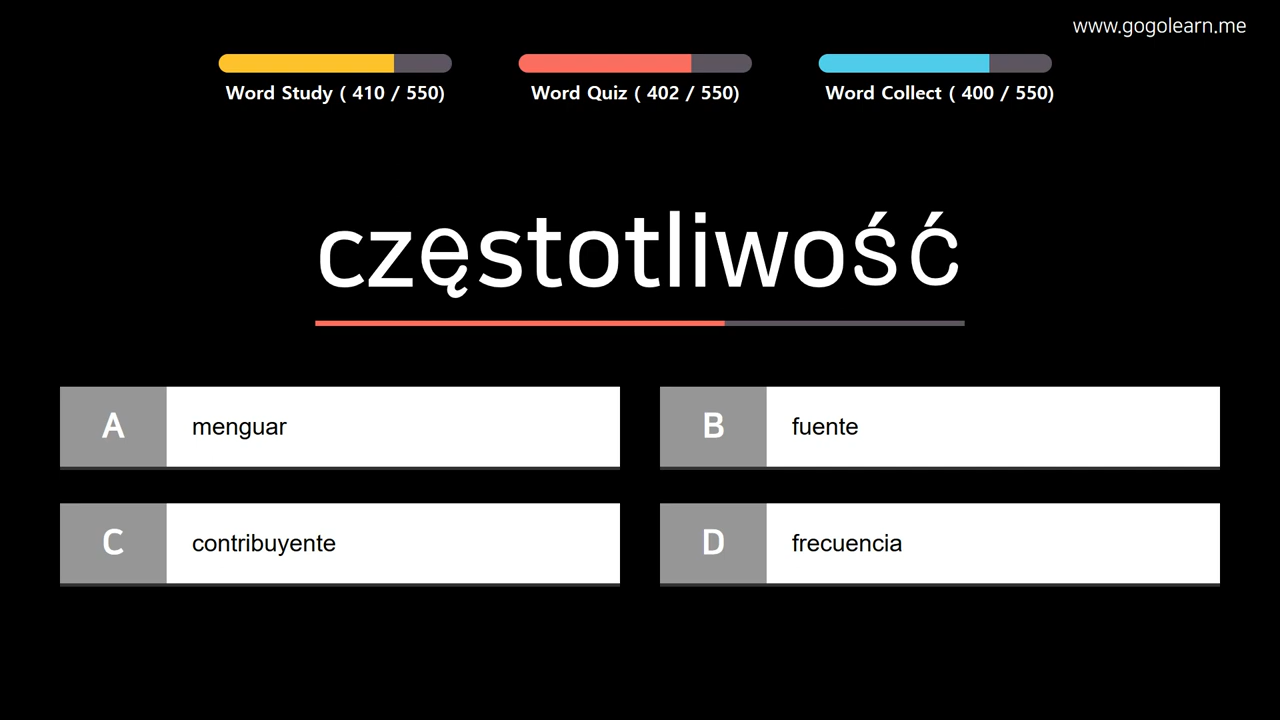 www.gogolearn.me
Word Study ( 410 / 550)
Word Quiz ( 402 / 550)
Word Collect ( 400 / 550)
częstotliwość
A menguar
B fuente
C contribuyente
D frecuencia